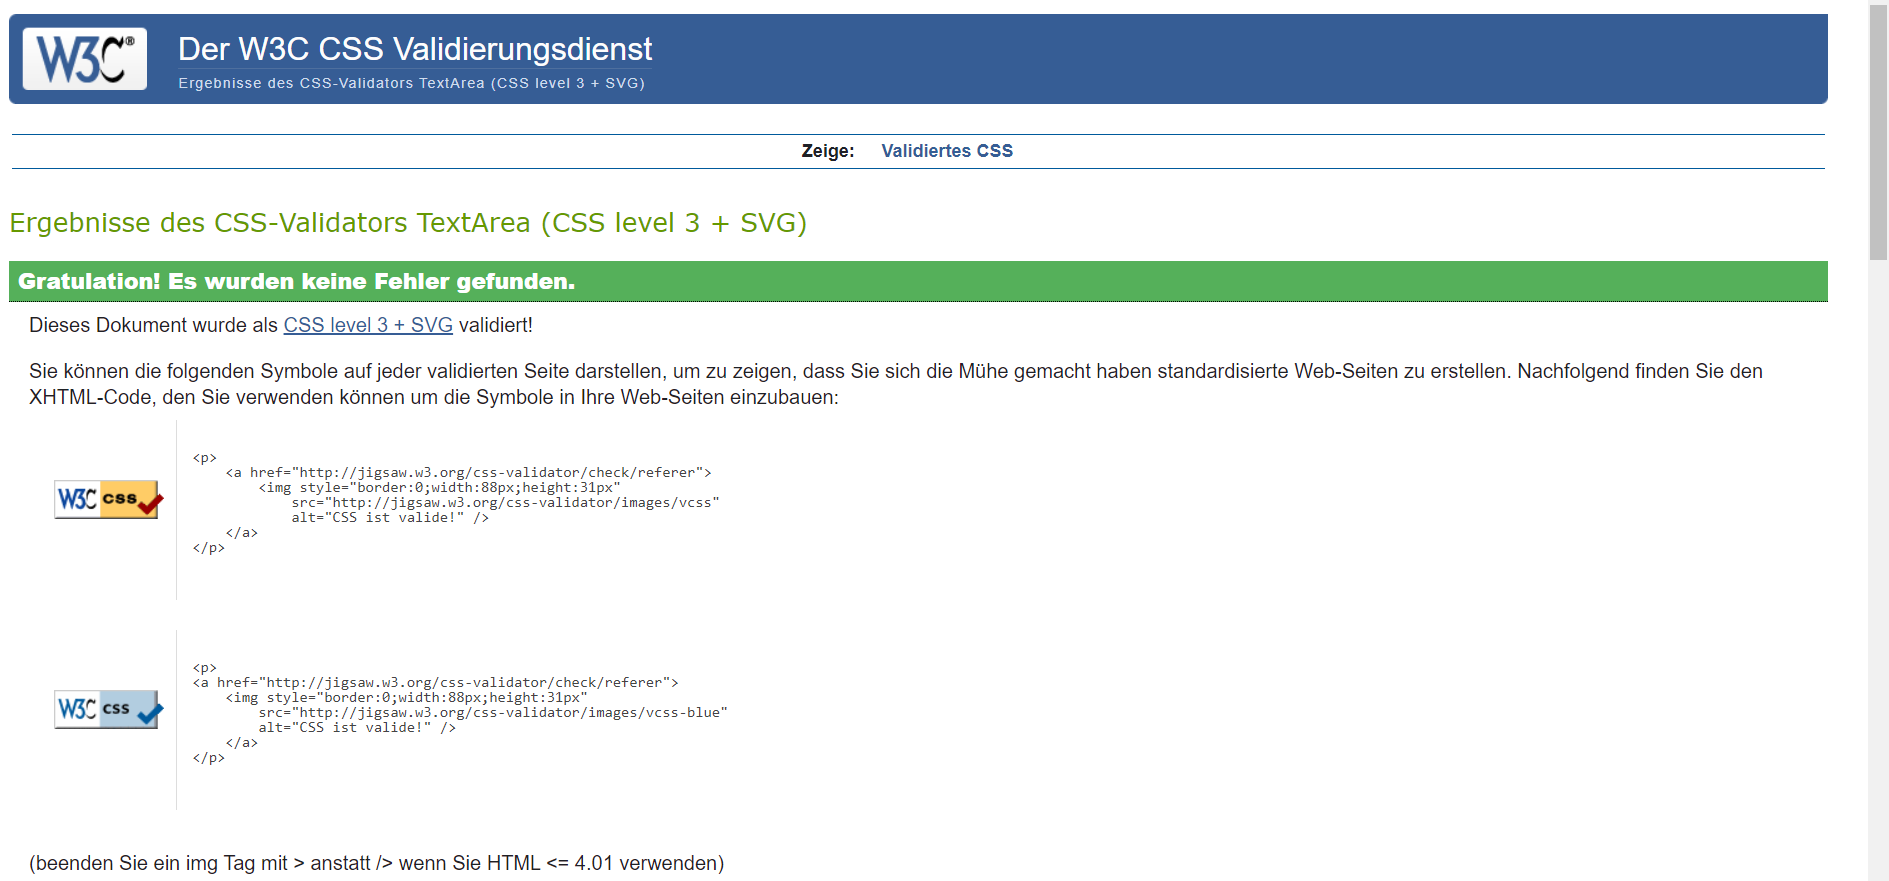 W3C®
Der W3C CSS Validierungsdienst
Ergebnisse des CSS-Validators TextArea (CSS level 3 + SVG)
Zeige: Validiertes CSS
Ergebnisse des CSS-Validators TextArea (CSS level 3 + SVG)
Gratulation! Es wurden keine Fehler gefunden.
Dieses Dokument wurde als CSS level 3 + SVG validiert!
Sie können die folgenden Symbole auf jeder validierten Seite darstellen, um zu zeigen, dass Sie sich die Mühe gemacht haben standardisierte Web-Seiten zu erstellen. Nachfolgend finden Sie den
XHTML-Code, den Sie verwenden können um die Symbole in Ihre Web-Seiten einzubauen:
W3C css
<p>
    <a href="http://jigsaw.w3.org/css-validator/check/referer">
        <img style="border:0;width:88px;height:31px"
            src="http://jigsaw.w3.org/css-validator/images/vcss"
            alt="CSS ist valide!" />
    </a>
</p>
W3C css
<p>
<a href="http://jigsaw.w3.org/css-validator/check/referer">
    <img style="border:0;width:88px;height:31px"
        src="http://jigsaw.w3.org/css-validator/images/vcss-blue"
        alt="CSS ist valide!" />
    </a>
</p>
(beenden Sie ein img Tag mit > anstatt /> wenn Sie HTML <= 4.01 verwenden)